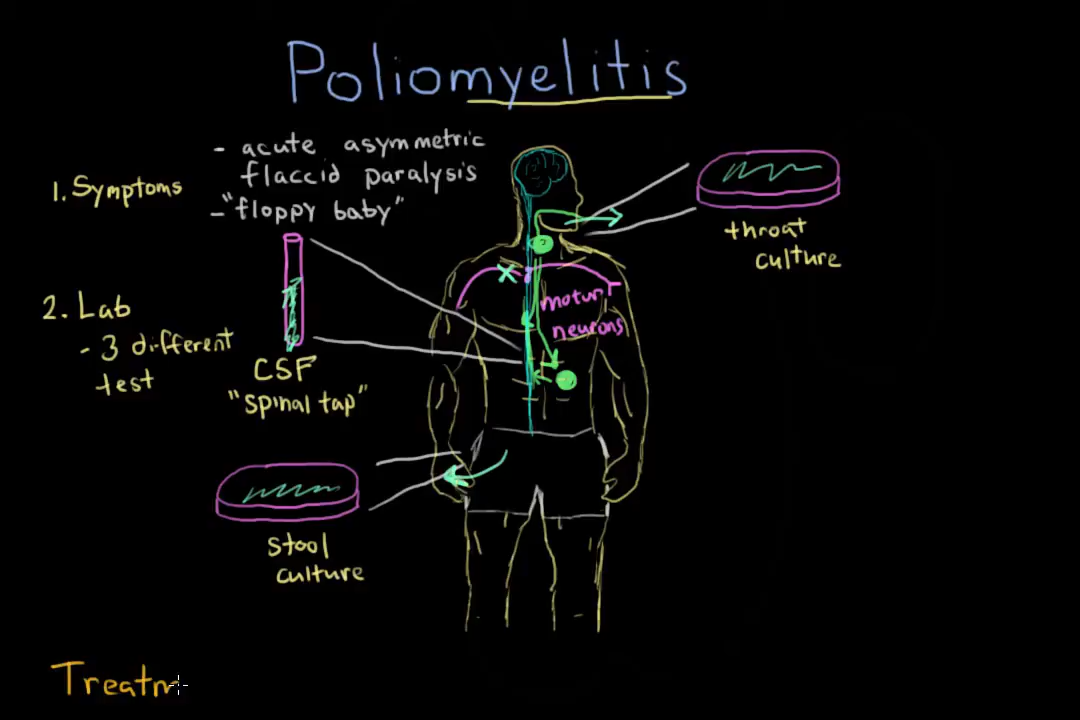 Poliomyelitis
- acute asymmetric
flaccid paralysis
- "floppy baby"
1. Symptoms
throat
culture
motor
neurons
2. Lab
- 3 different
test
CSF
"spinal tap"
stool
culture
Treatm